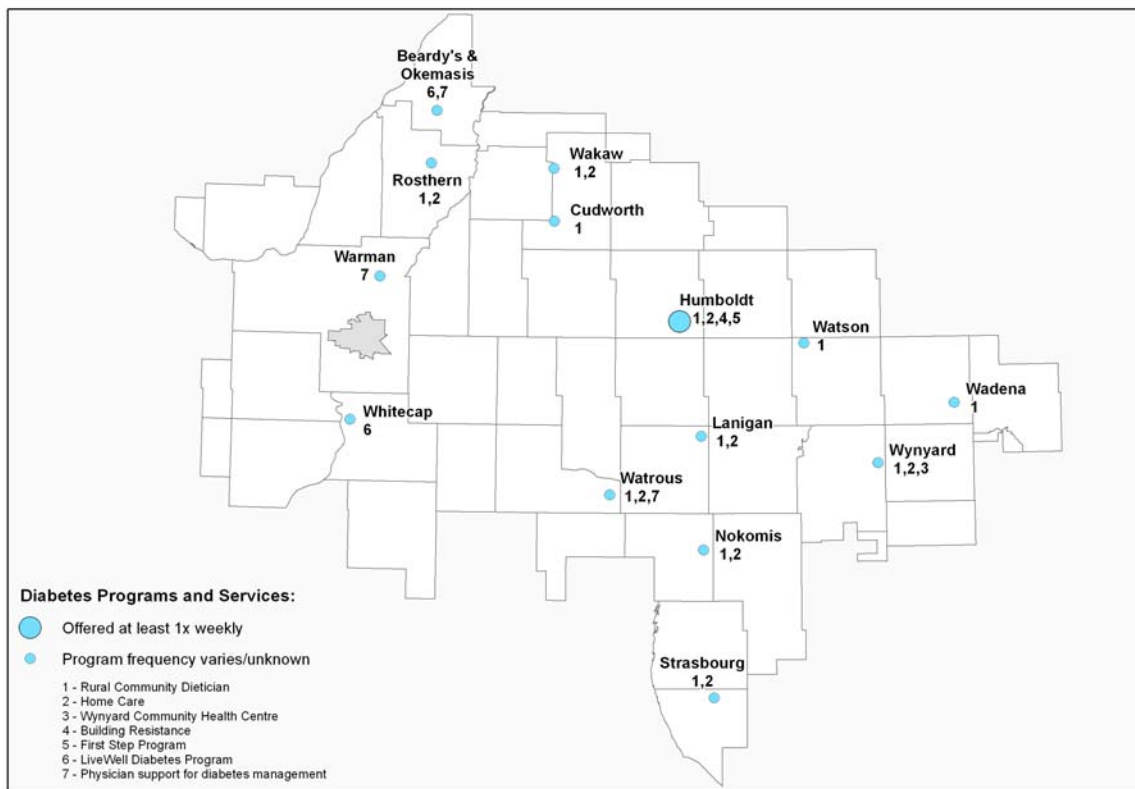 Beardy's &
Okemasis
6,7
Wakaw
1,2
Rosthern
1,2
Cudworth
1
Warman
7
Humboldt
1,2,4,5
Watson
1
Wadena
1
Whitecap
6
Lanigan
1,2
Wynyard
1,2,3
Watrous
1,2,7
Nokomis
1,2
Strasbourg
1,2
Diabetes Programs and Services:
Offered at least 1x weekly
Program frequency varies/unknown
1 - Rural Community Dietician
2 - Home Care
3 - Wynyard Community Health Centre
4 - Building Resistance
5 - First Step Program
6 - LiveWell Diabetes Program
7 - Physician support for diabetes management